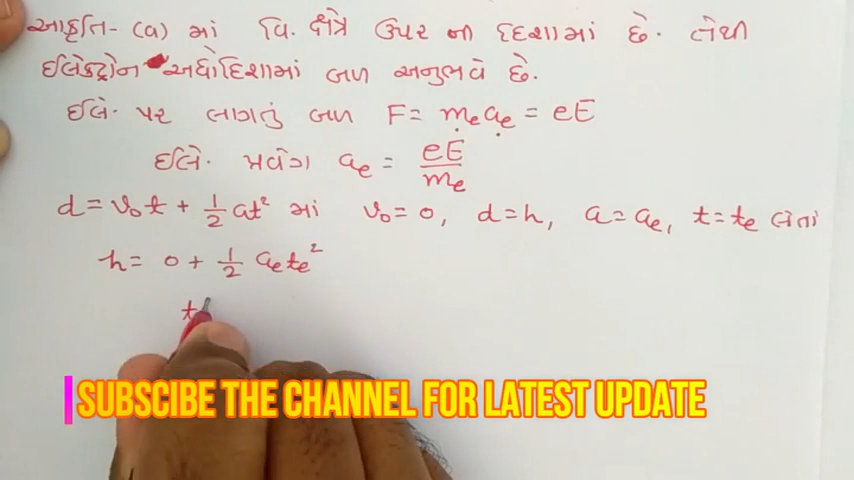 આકૃતિ- (a) માં વિ. ક્ષેત્રે ઉપર ની દિશામાં છે. તેથી
ઈલેક્ટ્રોન અધોદિશામાં બળ અનુભવે છે.
ઈલે. પર લાગતું બળ F = mₑaₑ = eE
ઈલે. પ્રવેગ aₑ = eE/mₑ
d = v₀t + 1/2 at² માં v₀ = 0, d = h, a = aₑ, t = tₑ લેતાં
h = 0 + 1/2 aₑtₑ²
t
SUBSCIBE THE CHANNEL FOR LATEST UPDATE